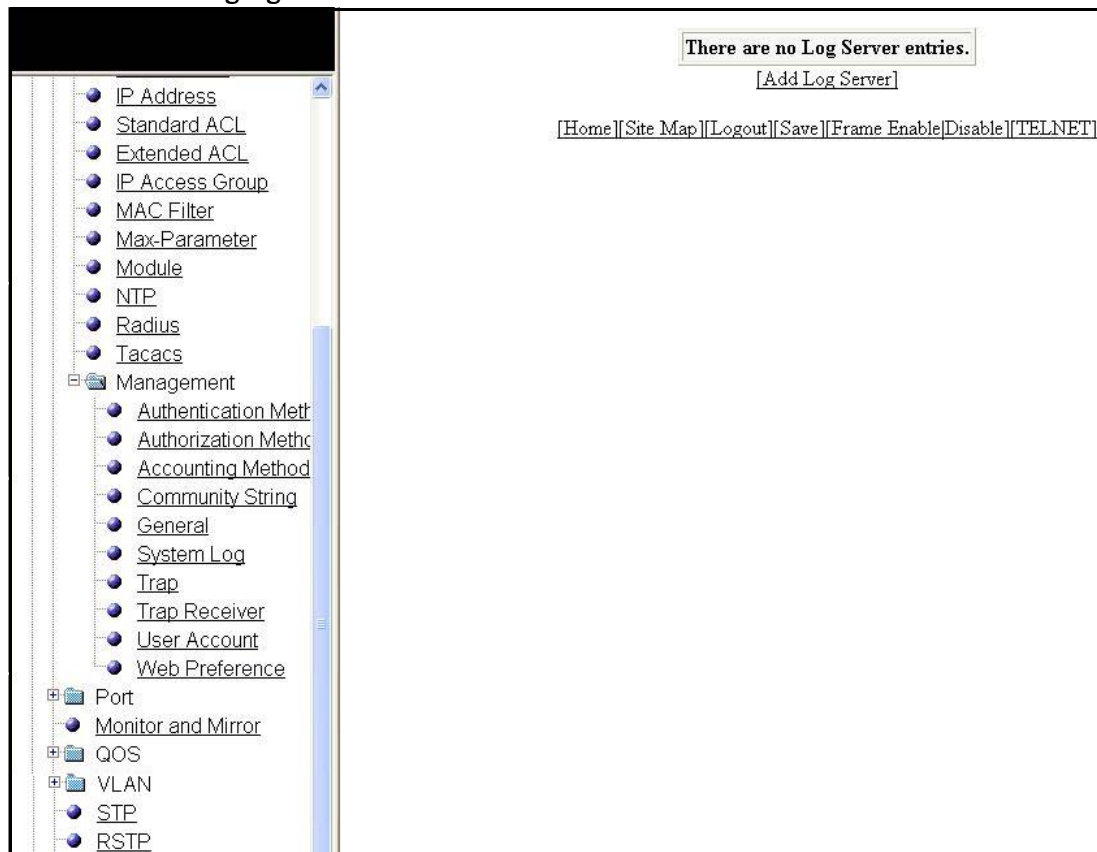 There are no Log Server entries.
[Add Log Server]
[Home][Site Map][Logout][Save][Frame Enable|Disable][TELNET]
IP Address
Standard ACL
Extended ACL
IP Access Group
MAC Filter
Max-Parameter
Module
NTP
Radius
Tacacs
Management
Authentication Meth
Authorization Metho
Accounting Method
Community String
General
System Log
Trap
Trap Receiver
User Account
Web Preference
Port
Monitor and Mirror
QOS
VLAN
STP
RSTP